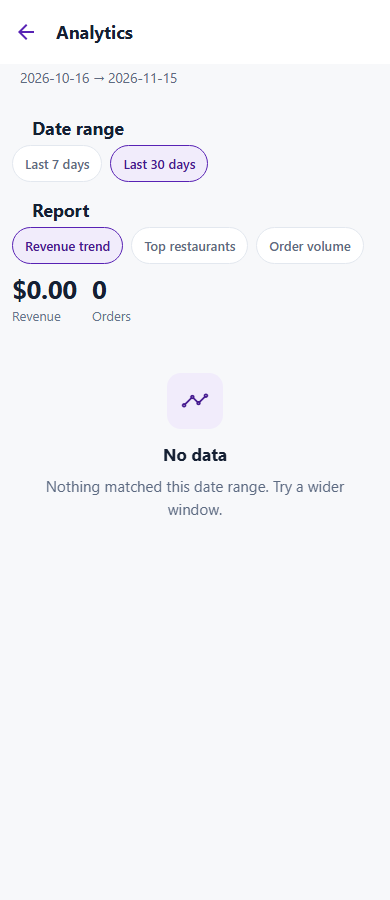 Analytics
2026-10-16 → 2026-11-15
Date range
Last 7 days
Last 30 days
Report
Revenue trend
Top restaurants
Order volume
$0.00 0
Revenue Orders
No data
Nothing matched this date range. Try a wider
window.